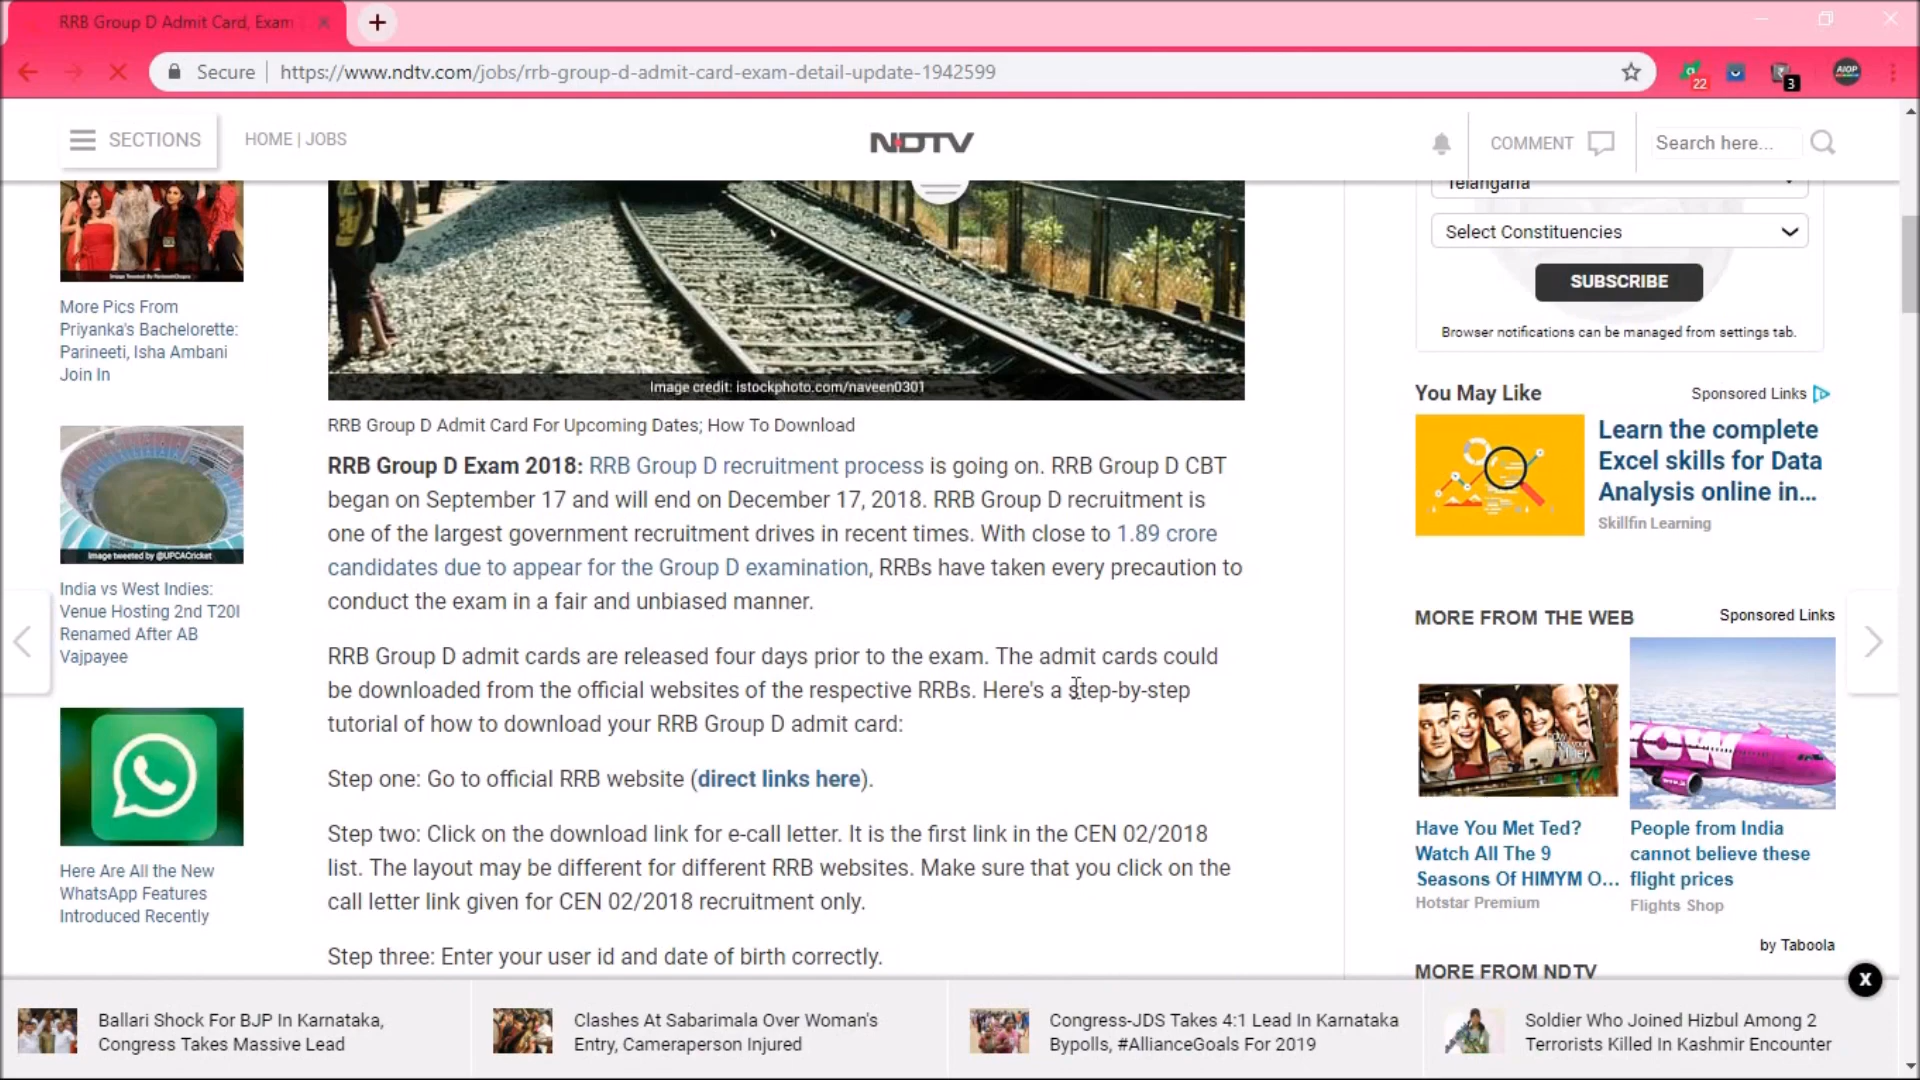 RRB Group D Admit Card, Exam
Secure
https://www.ndtv.com/jobs/rrb-group-d-admit-card-exam-detail-update-1942599
22
3
AIOP
SECTIONS
HOME | JOBS
NDTV
COMMENT
Search here...
Image Tweeted By
More Pics From
Priyanka's Bachelorette:
Parineeti, Isha Ambani
Join In
Image tweeted by @UPCACricket
India vs West Indies:
Venue Hosting 2nd T20I
Renamed After AB
Vajpayee
Here Are All the New
WhatsApp Features
Introduced Recently
Image credit: istockphoto.com/naveen0301
RRB Group D Admit Card For Upcoming Dates; How To Download
RRB Group D Exam 2018: RRB Group D recruitment process is going on. RRB Group D CBT
began on September 17 and will end on December 17, 2018. RRB Group D recruitment is
one of the largest government recruitment drives in recent times. With close to 1.89 crore
candidates due to appear for the Group D examination, RRBs have taken every precaution to
conduct the exam in a fair and unbiased manner.
RRB Group D admit cards are released four days prior to the exam. The admit cards could
be downloaded from the official websites of the respective RRBs. Here's a step-by-step
tutorial of how to download your RRB Group D admit card:
Step one: Go to official RRB website (direct links here).
Step two: Click on the download link for e-call letter. It is the first link in the CEN 02/2018
list. The layout may be different for different RRB websites. Make sure that you click on the
call letter link given for CEN 02/2018 recruitment only.
Step three: Enter your user id and date of birth correctly.
Telangana
Select Constituencies
SUBSCRIBE
Browser notifications can be managed from settings tab.
You May Like
Sponsored Links
Learn the complete
Excel skills for Data
Analysis online in...
Skillfin Learning
MORE FROM THE WEB
Sponsored Links
Have You Met Ted?
Watch All The 9
Seasons Of HIMYM O...
Hotstar Premium
People from India
cannot believe these
flight prices
Flights Shop
by Taboola
MORE FROM NDTV
X
Ballari Shock For BJP In Karnataka,
Congress Takes Massive Lead
Clashes At Sabarimala Over Woman's
Entry, Cameraperson Injured
Congress-JDS Takes 4:1 Lead In Karnataka
Bypolls, #AllianceGoals For 2019
Soldier Who Joined Hizbul Among 2
Terrorists Killed In Kashmir Encounter